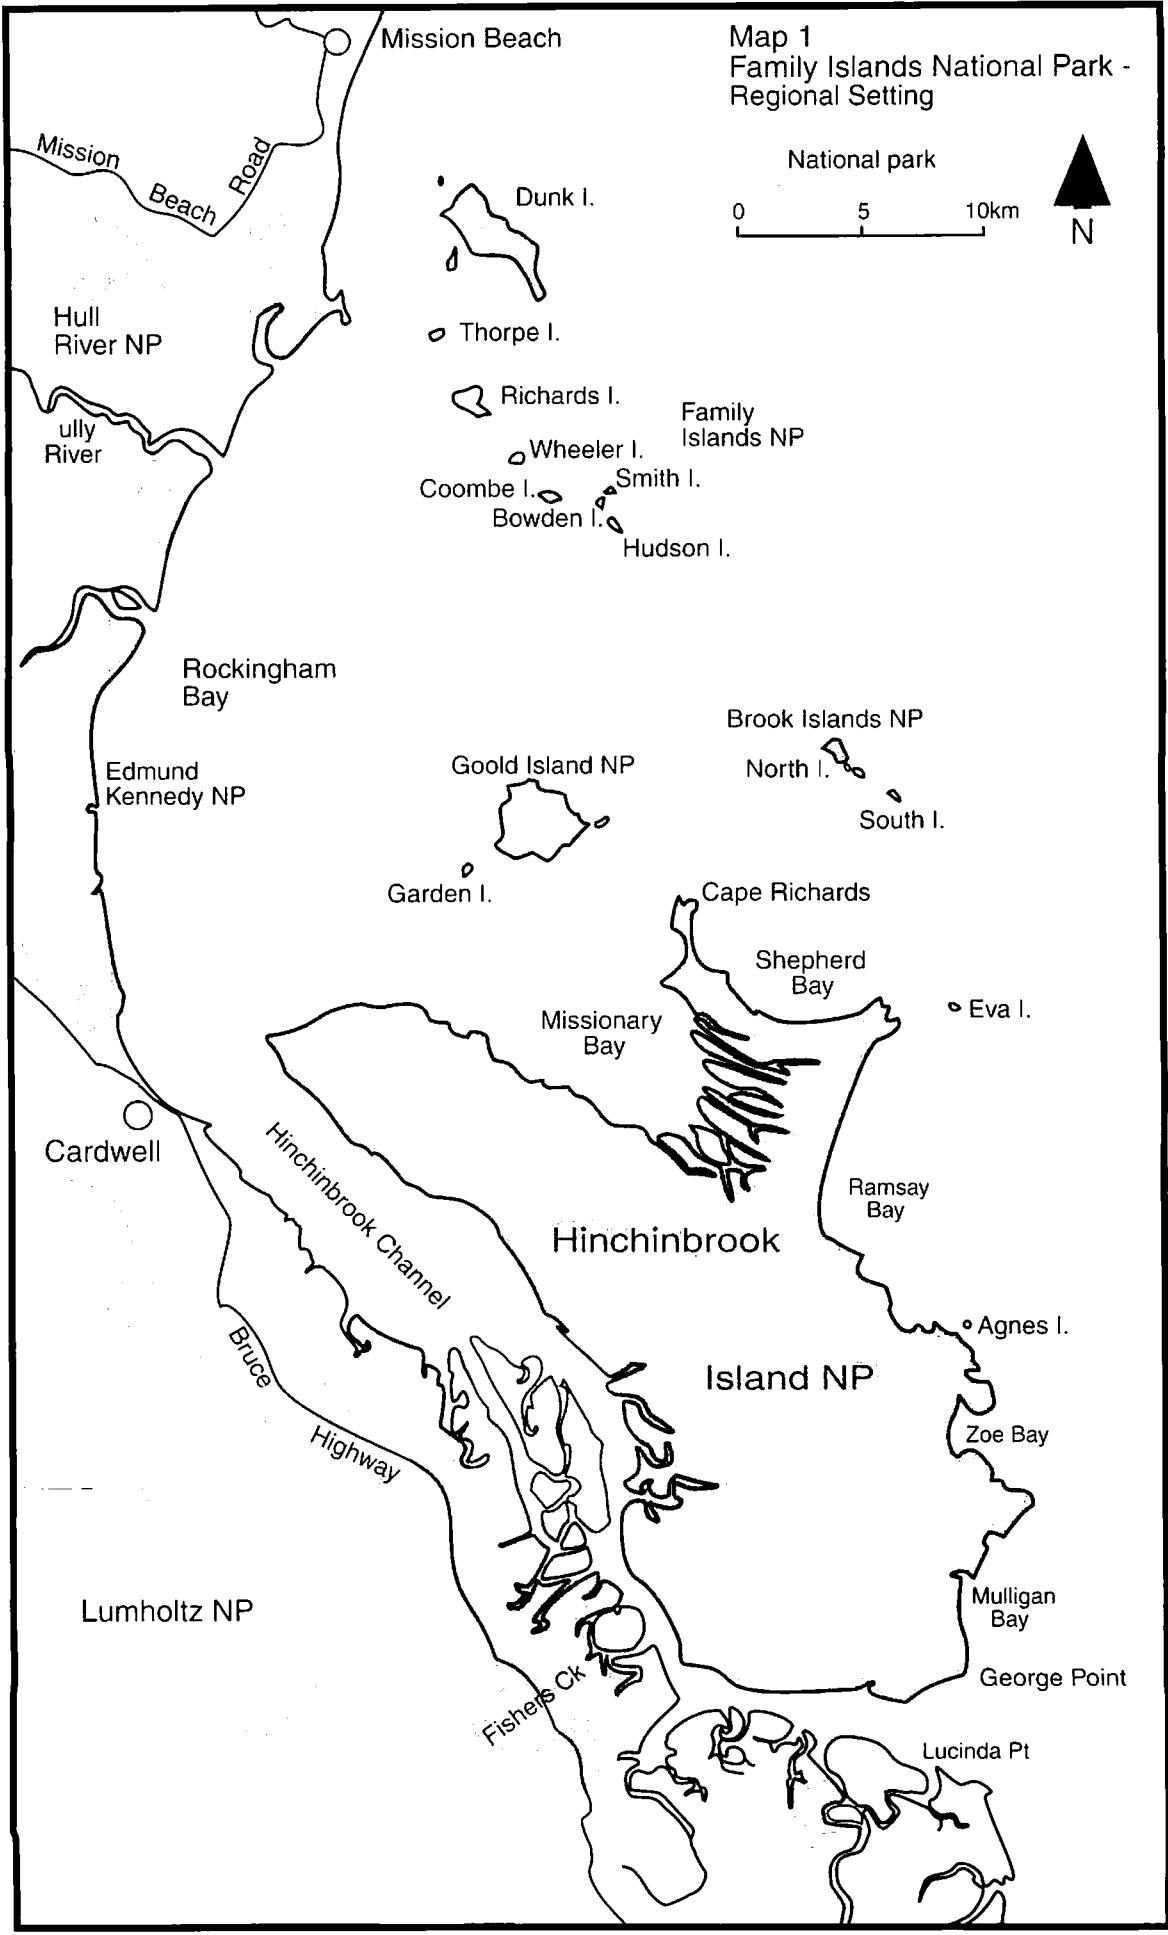 Mission Beach
Map 1
Family Islands National Park -
Regional Setting
National park
0 5 10km
N
Mission
Beach
Road
Dunk I.
Hull
River NP
Thorpe I.
Richards I.
Family
Islands NP
ully
River
Wheeler I.
Smith I.
Coombe I.
Bowden I.
Hudson I.
Rockingham
Bay
Brook Islands NP
North I.
South I.
Edmund
Kennedy NP
Goold Island NP
Garden I.
Cape Richards
Shepherd
Bay
Eva I.
Missionary
Bay
Cardwell
Hinchinbrook Channel
Ramsay
Bay
Hinchinbrook
Island NP
Agnes I.
Bruce
Highway
Zoe Bay
Lumholtz NP
Mulligan
Bay
George Point
Fishers Ck
Lucinda Pt